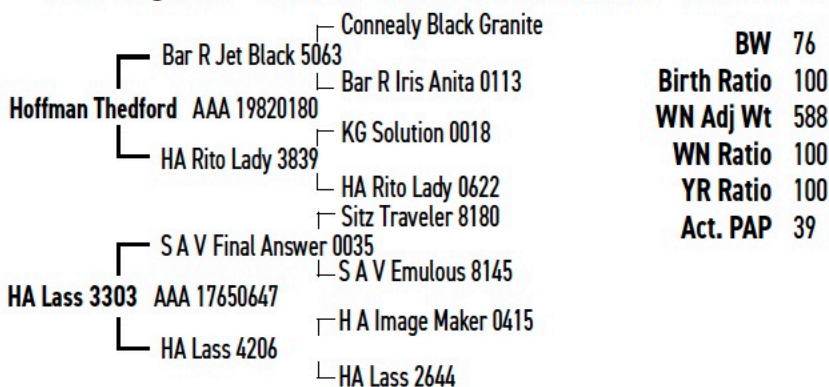 Connealy Black Granite
Bar R Jet Black 5063
Bar R Iris Anita 0113
Hoffman Thedford AAA 19820180
KG Solution 0018
HA Rito Lady 3839
HA Rito Lady 0622
Sitz Traveler 8180
S A V Final Answer 0035
S A V Emulous 8145
HA Lass 3303 AAA 17650647
H A Image Maker 0415
HA Lass 4206
HA Lass 2644
BW 76
Birth Ratio 100
WN Adj Wt 588
WN Ratio 100
YR Ratio 100
Act. PAP 39